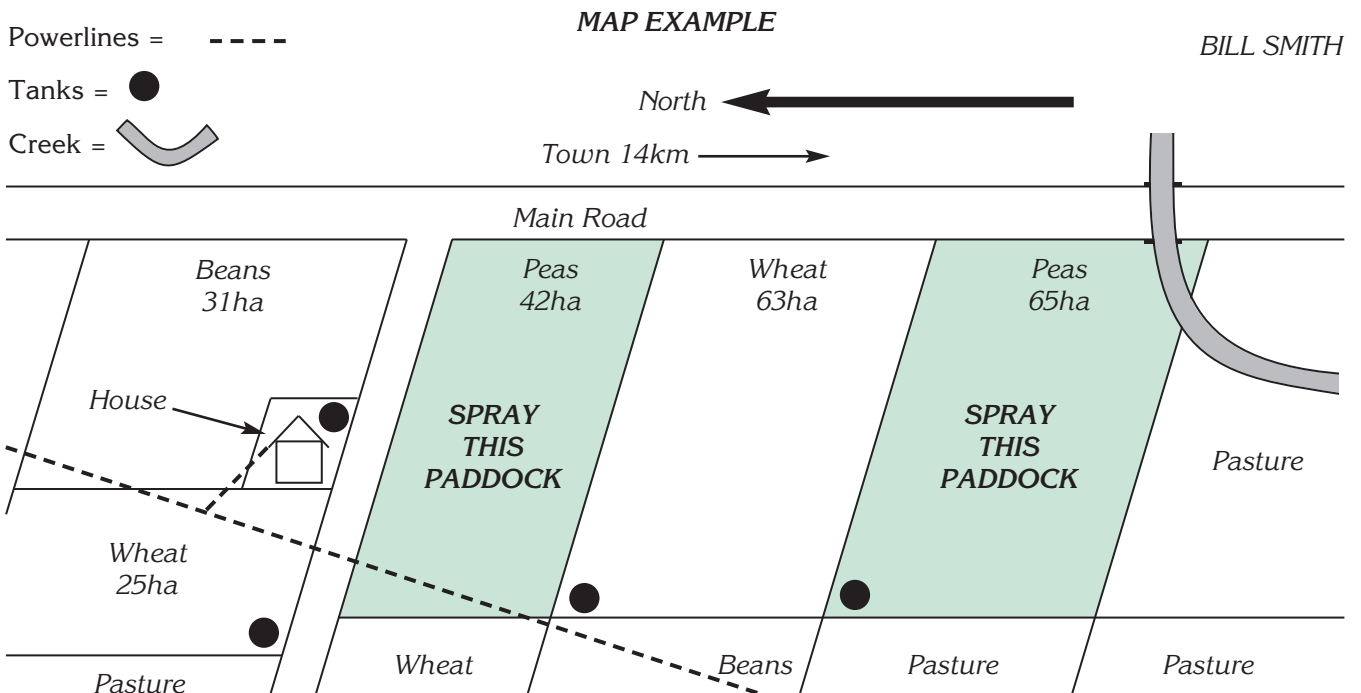 MAP EXAMPLE
Powerlines =
BILL SMITH
Tanks =
North
Creek =
Town 14km
Main Road
Beans
31ha
Peas
42ha
Wheat
63ha
Peas
65ha
House
SPRAY
THIS
PADDOCK
SPRAY
THIS
PADDOCK
Pasture
Wheat
25ha
Pasture
Wheat
Beans
Pasture
Pasture